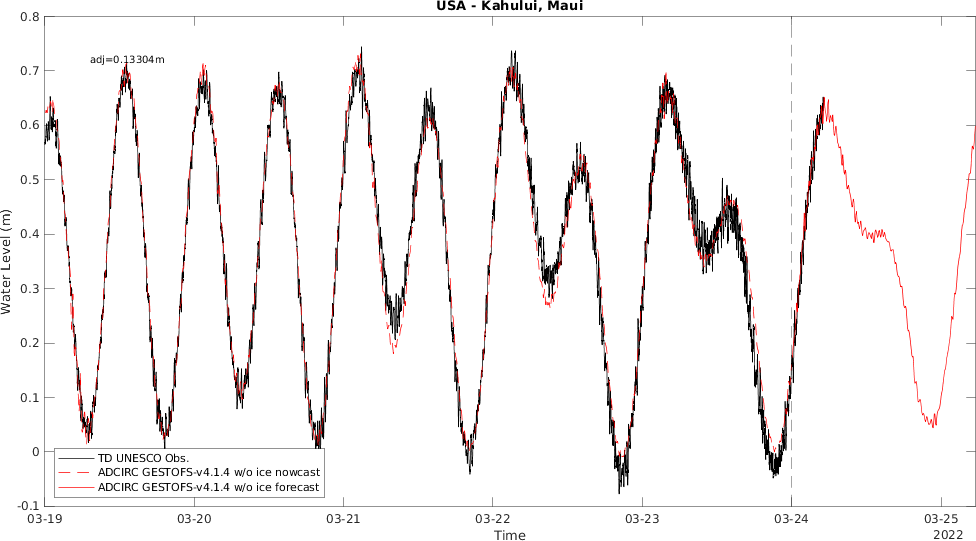 USA - Kahului, Maui
adj=0.13304m
0.8
0.7
0.6
0.5
0.4
0.3
0.2
0.1
0
-0.1
Water Level (m)
TD UNESCO Obs.
ADCIRC GESTOFS-v4.1.4 w/o ice nowcast
ADCIRC GESTOFS-v4.1.4 w/o ice forecast
03-19 03-20 03-21 03-22 03-23 03-24 03-25
Time
2022